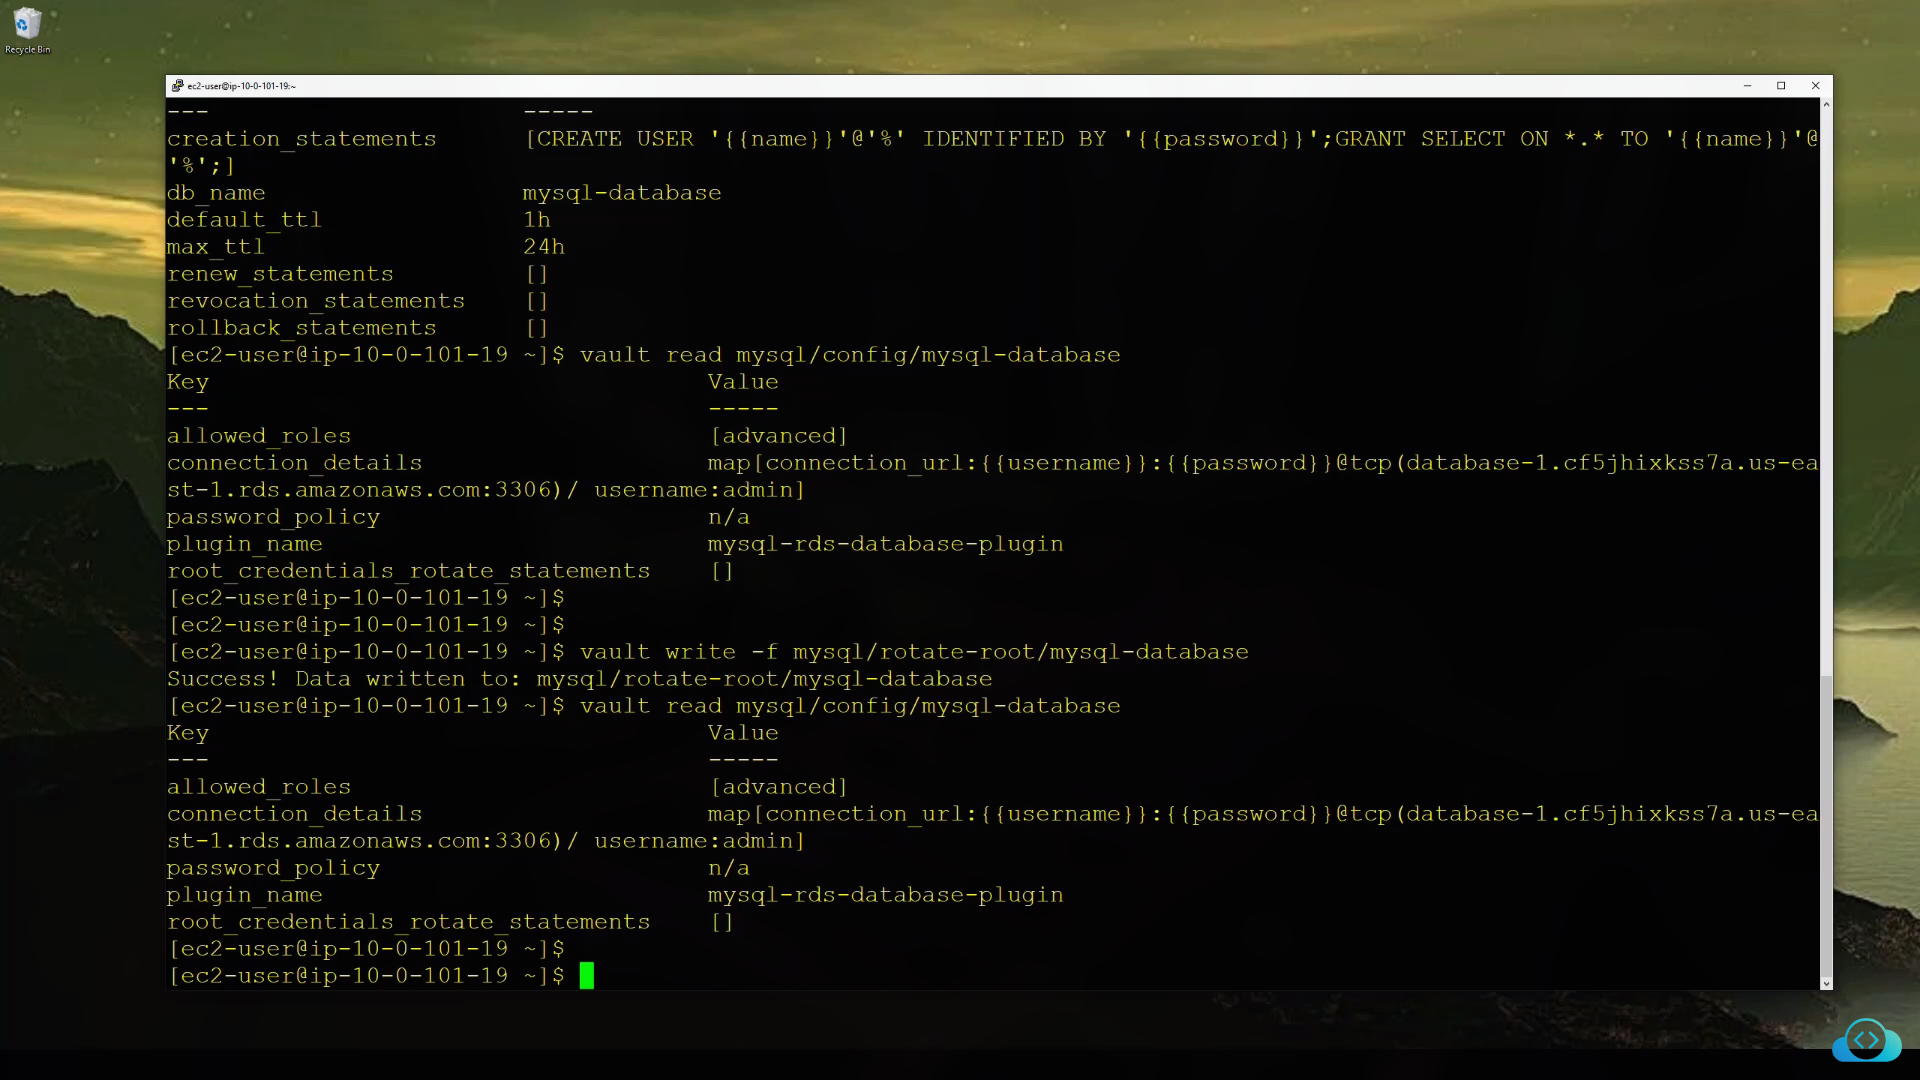 Recycle Bin
ec2-user@ip-10-0-101-19:~
--- -----
creation_statements [CREATE USER '{{name}}'@'%' IDENTIFIED BY '{{password}}';GRANT SELECT ON *.* TO '{{name}}'@
'%';]
db_name mysql-database
default_ttl 1h
max_ttl 24h
renew_statements []
revocation_statements []
rollback_statements []
[ec2-user@ip-10-0-101-19 ~]$ vault read mysql/config/mysql-database
Key Value
--- -----
allowed_roles [advanced]
connection_details map[connection_url:{{username}}:{{password}}@tcp(database-1.cf5jhixkss7a.us-ea
st-1.rds.amazonaws.com:3306)/ username:admin]
password_policy n/a
plugin_name mysql-rds-database-plugin
root_credentials_rotate_statements []
[ec2-user@ip-10-0-101-19 ~]$
[ec2-user@ip-10-0-101-19 ~]$
[ec2-user@ip-10-0-101-19 ~]$ vault write -f mysql/rotate-root/mysql-database
Success! Data written to: mysql/rotate-root/mysql-database
[ec2-user@ip-10-0-101-19 ~]$ vault read mysql/config/mysql-database
Key Value
--- -----
allowed_roles [advanced]
connection_details map[connection_url:{{username}}:{{password}}@tcp(database-1.cf5jhixkss7a.us-ea
st-1.rds.amazonaws.com:3306)/ username:admin]
password_policy n/a
plugin_name mysql-rds-database-plugin
root_credentials_rotate_statements []
[ec2-user@ip-10-0-101-19 ~]$
[ec2-user@ip-10-0-101-19 ~]$